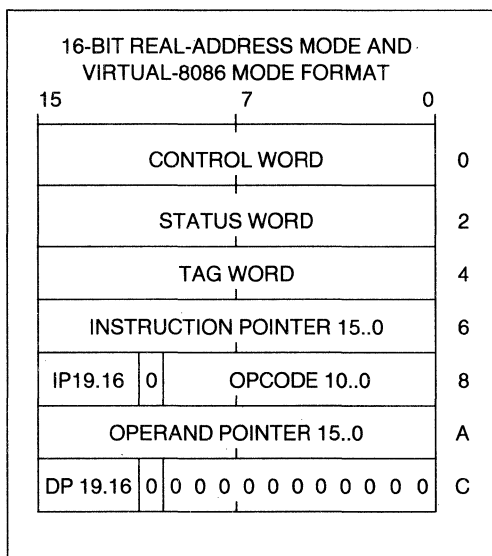 16-BIT REAL-ADDRESS MODE AND
VIRTUAL-8086 MODE FORMAT
15 7 0
CONTROL WORD 0
STATUS WORD 2
TAG WORD 4
INSTRUCTION POINTER 15..0 6
IP19.16 0 OPCODE 10..0 8
OPERAND POINTER 15..0 A
DP 19.16 0 0 0 0 0 0 0 0 0 0 0 0 C